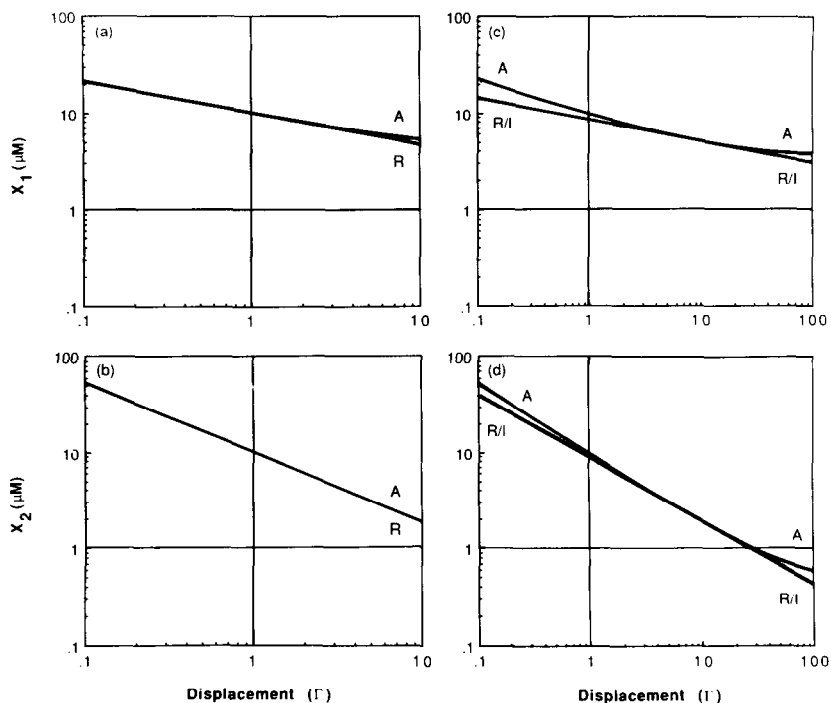 (a)
100
10
1
.1
X1 (μM)
A
R
.1
1
10
(c)
100
10
1
.1
A
R/I
A
R/I
.1
1
10
100
(b)
100
10
1
.1
X2 (μM)
A
R
.1
1
10
Displacement (Γ)
(d)
100
10
1
.1
A
R/I
A
R/I
.1
1
10
100
Displacement (Γ)